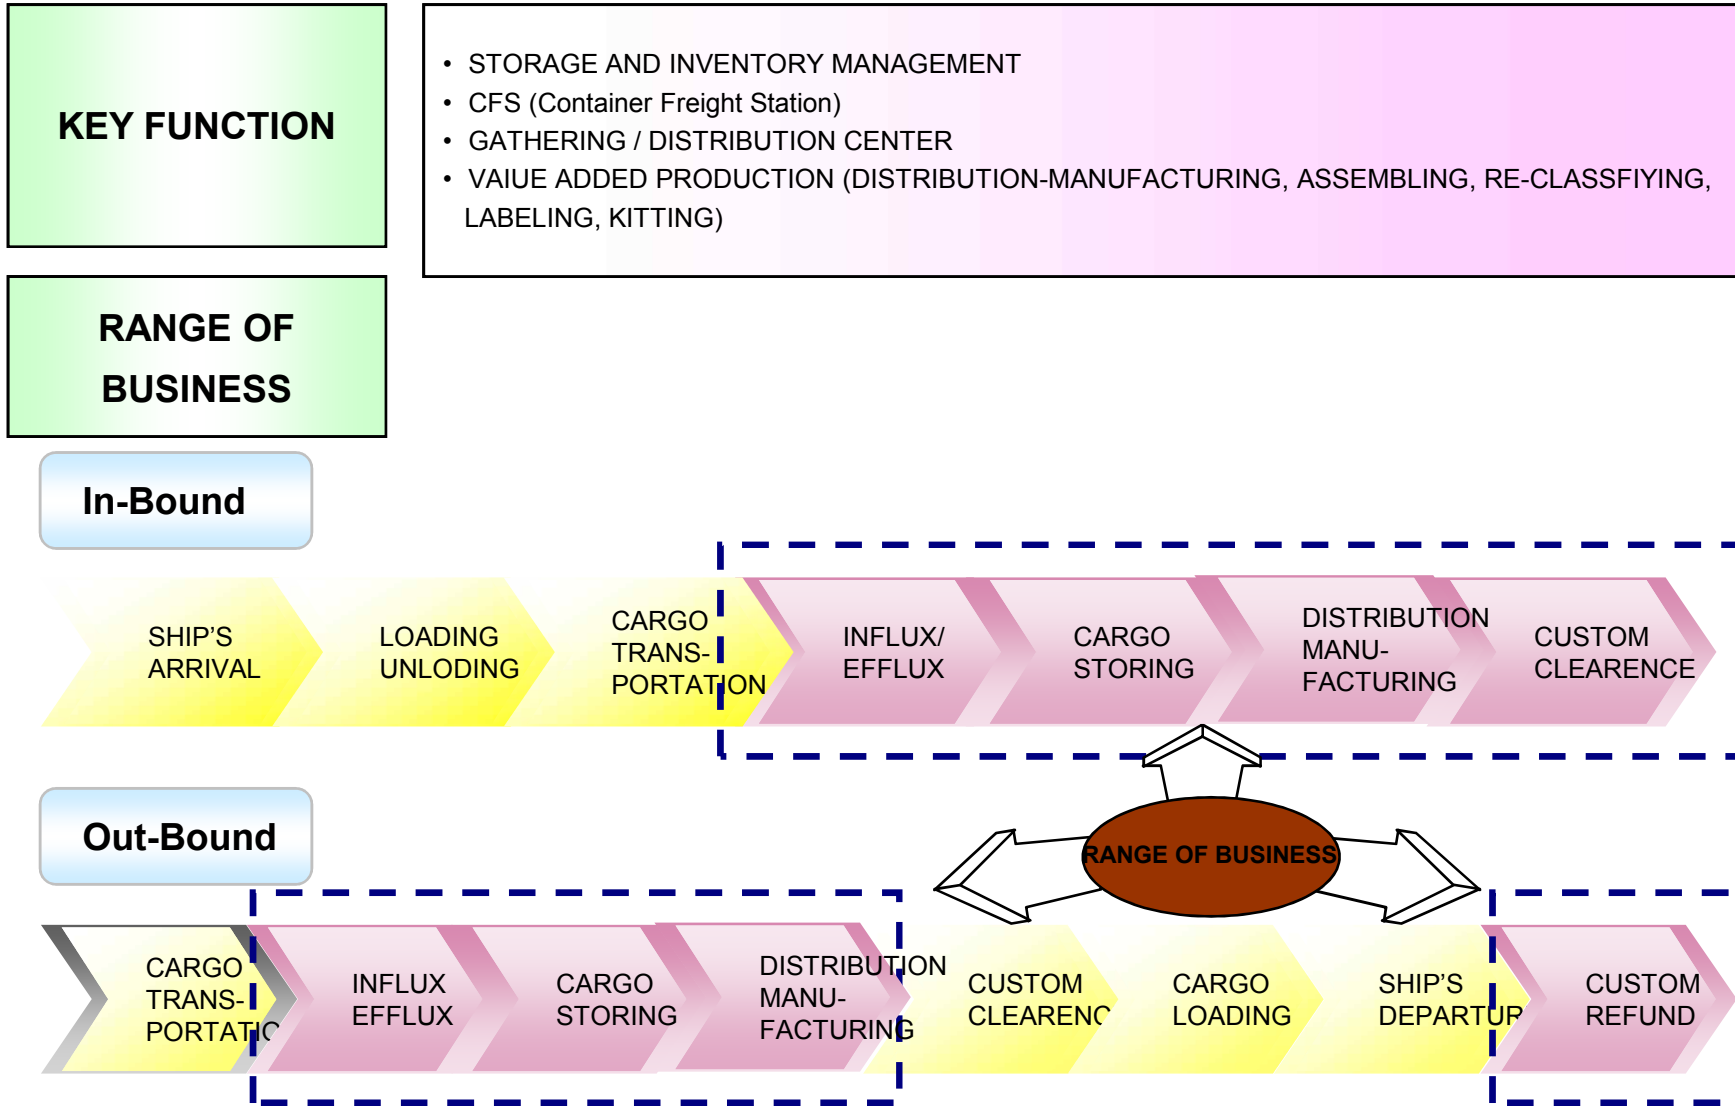 KEY FUNCTION
• STORAGE AND INVENTORY MANAGEMENT
• CFS (Container Freight Station)
• GATHERING / DISTRIBUTION CENTER
• VAIUE ADDED PRODUCTION (DISTRIBUTION-MANUFACTURING, ASSEMBLING, RE-CLASSFIYING,
LABELING, KITTING)
RANGE OF
BUSINESS
In-Bound
SHIP'S
ARRIVAL
LOADING
UNLODING
CARGO
TRANS-
PORTATION
INFLUX/
EFFLUX
CARGO
STORING
DISTRIBUTION
MANU-
FACTURING
CUSTOM
CLEARENCE
RANGE OF BUSINESS
Out-Bound
CARGO
TRANS-
PORTATIO
INFLUX
EFFLUX
CARGO
STORING
DISTRIBUTION
MANU-
FACTURING
CUSTOM
CLEARENC
CARGO
LOADING
SHIP'S
DEPARTUR
CUSTOM
REFUND